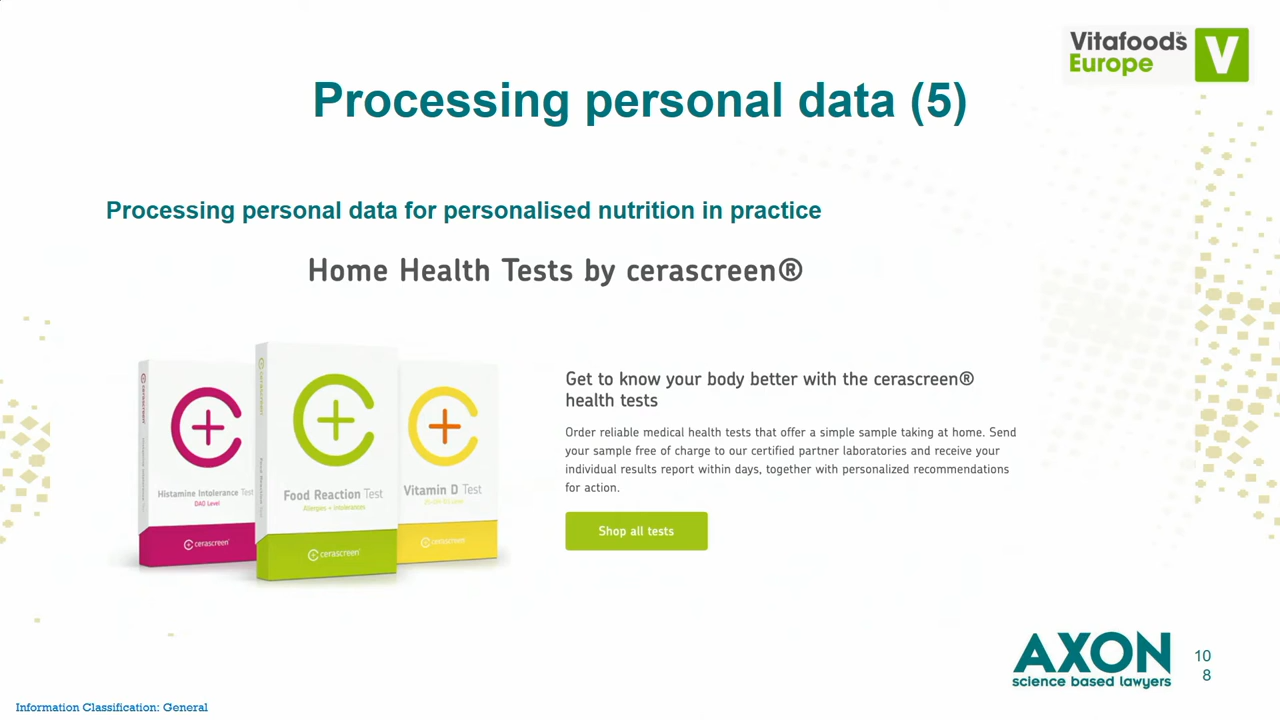 Vitafoods™
Europe
V
Processing personal data (5)
Processing personal data for personalised nutrition in practice
Home Health Tests by cerascreen®
Get to know your body better with the cerascreen®
health tests
Order reliable medical health tests that offer a simple sample taking at home. Send
your sample free of charge to our certified partner laboratories and receive your
individual results report within days, together with personalized recommendations
for action.
Shop all tests
Histamine Intolerance Test
DAO Level
cerascreen®
Food Reaction Test
Allergies + Intolerances
cerascreen®
Vitamin D Test
cerascreen®
AXON
science based lawyers
10
8
Information Classification: General